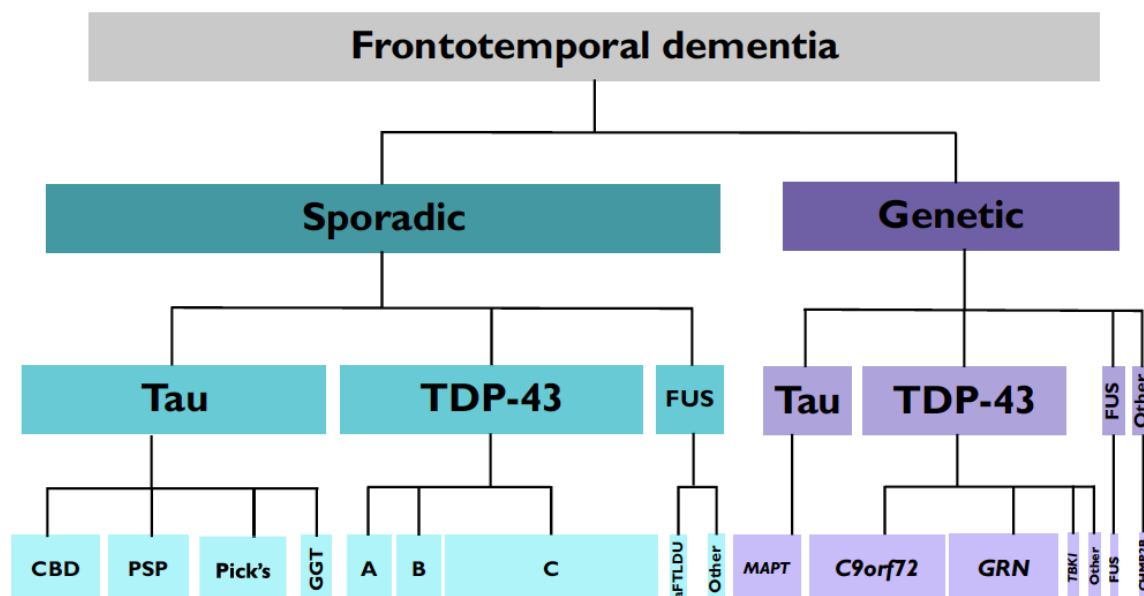 Frontotemporal dementia
Sporadic
Genetic
Tau
TDP-43
FUS
Tau
TDP-43
FUS
Other
CBD
PSP
Pick's
GGT
A
B
C
aFTLDU
Other
MAPT
C9orf72
GRN
TBK1
Other
FUS
CHMP2B